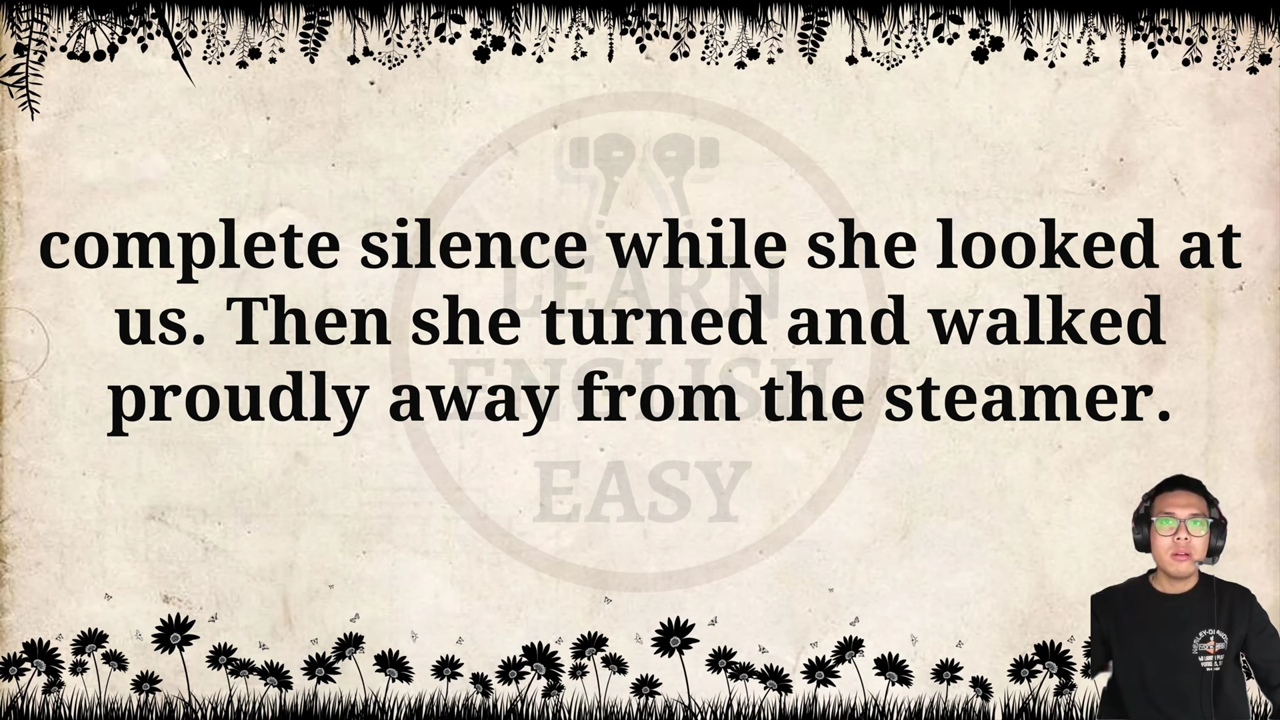 complete silence while she looked at
us. Then she turned and walked
proudly away from the steamer.
LEARN
ENGLISH
EASY